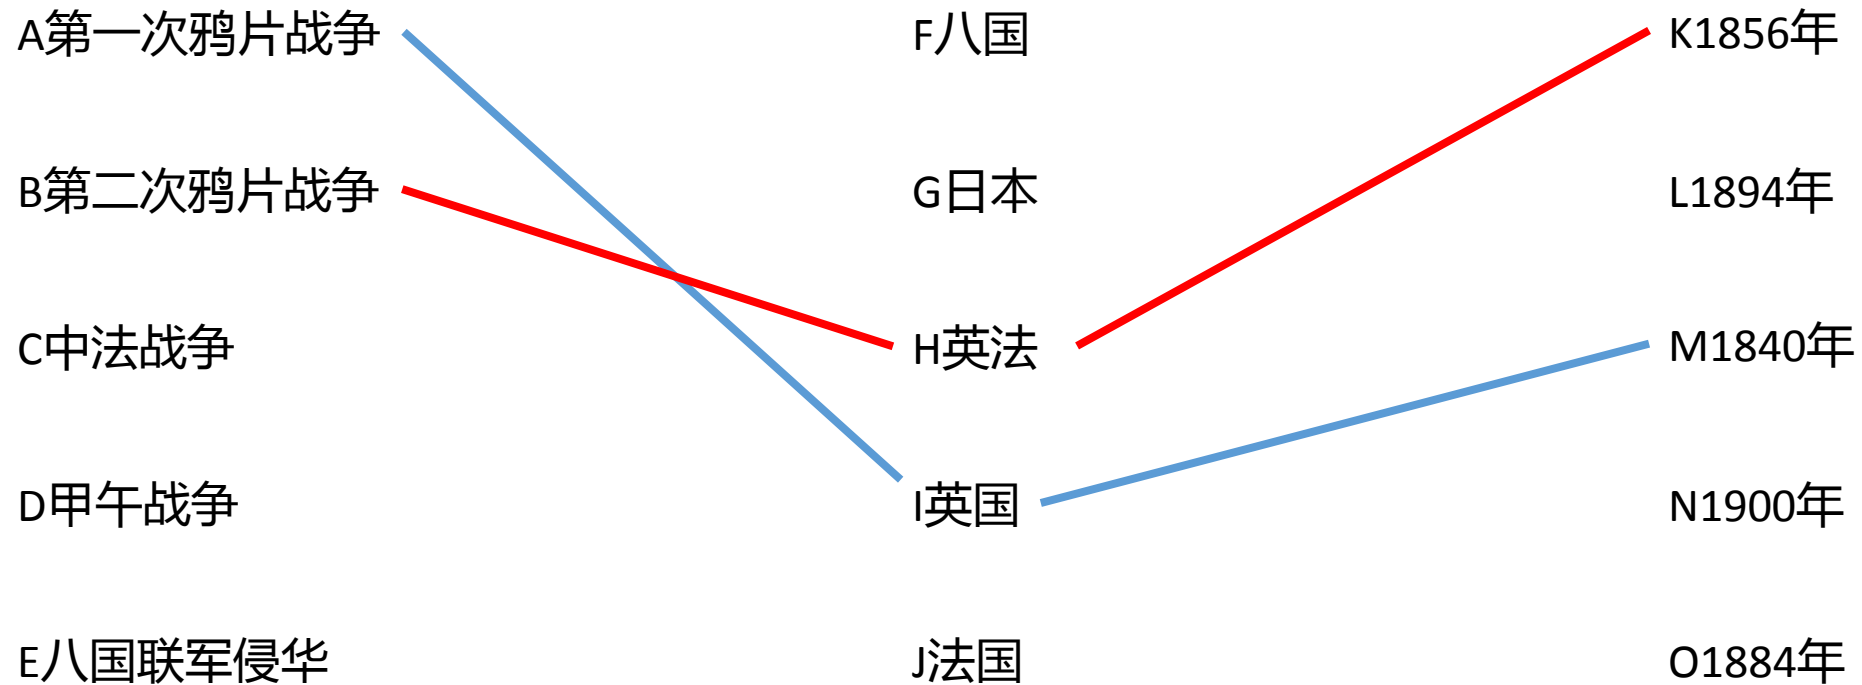 A第一次鸦片战争
F八国
K1856年
B第二次鸦片战争
G日本
L1894年
C中法战争
H英法
M1840年
D甲午战争
I英国
N1900年
E八国联军侵华
J法国
O1884年